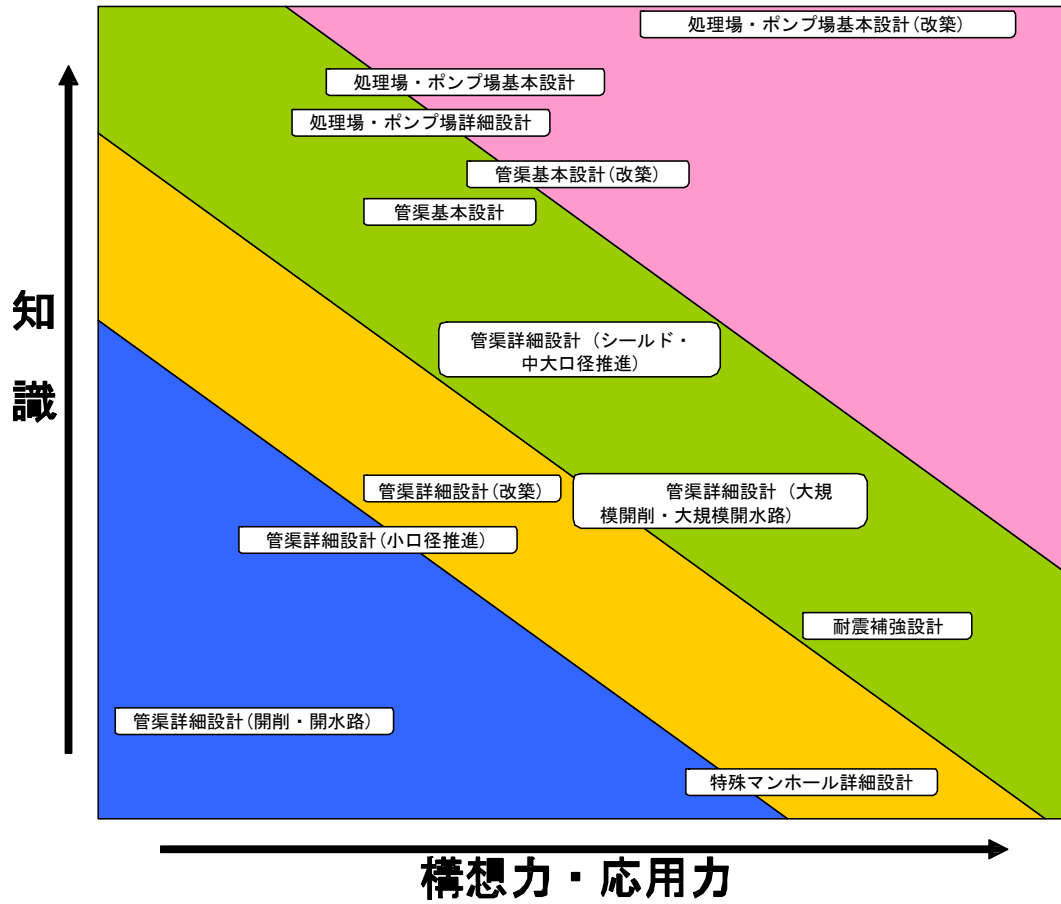 処理場・ポンプ場基本設計(改築)
処理場・ポンプ場基本設計
処理場・ポンプ場詳細設計
管渠基本設計(改築)
管渠基本設計
知
識
管渠詳細設計（シールド・
中大口径推進）
管渠詳細設計(改築)
管渠詳細設計（大規
模開削・大規模開水路）
管渠詳細設計(小口径推進)
耐震補強設計
管渠詳細設計(開削・開水路)
特殊マンホール詳細設計
構想力・応用力